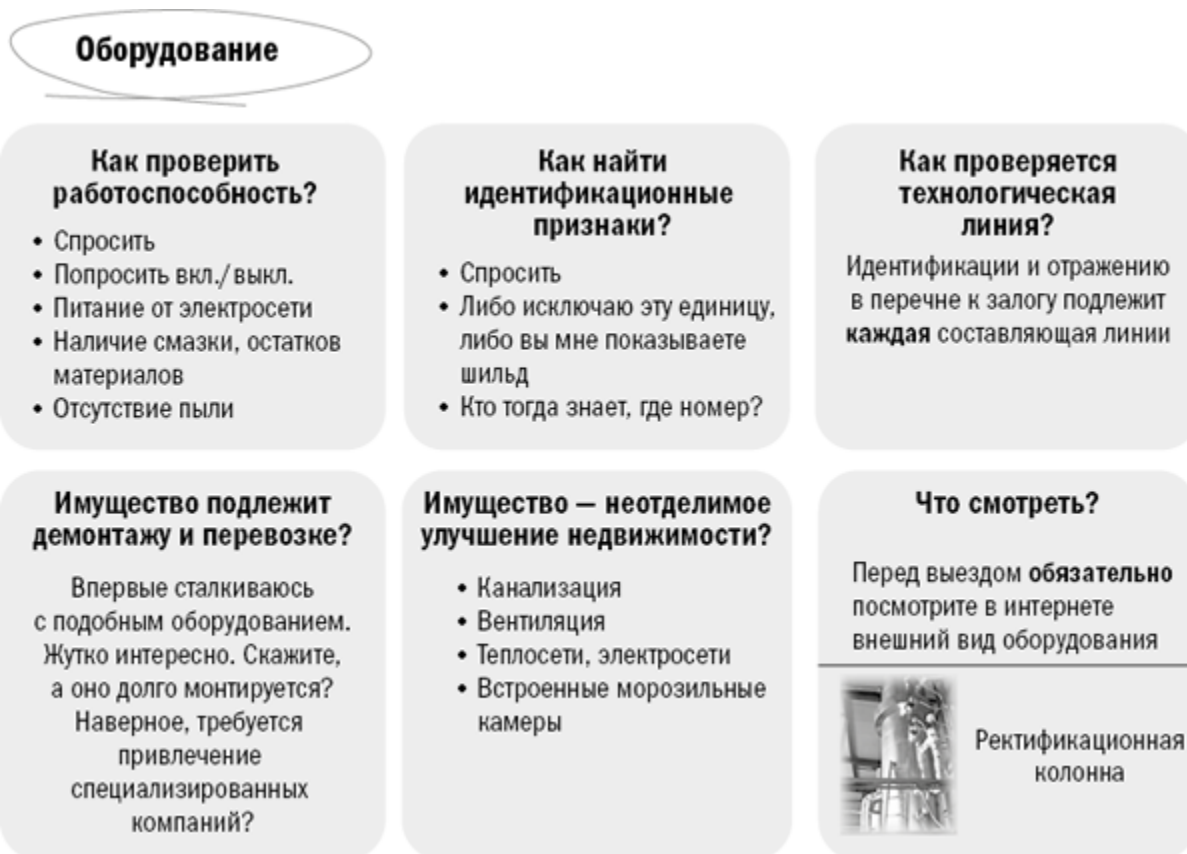 Оборудование
Как проверить
работоспособность?
• Спросить
• Попросить вкл./выкл.
• Питание от электросети
• Наличие смазки, остатков
материалов
• Отсутствие пыли
Как найти
идентификационные
признаки?
• Спросить
• Либо исключаю эту единицу,
либо вы мне показываете
шильд
• Кто тогда знает, где номер?
Как проверяется
технологическая
линия?
Идентификации и отражению
в перечне к залогу подлежит
каждая составляющая линии
Имущество подлежит
демонтажу и перевозке?
Впервые сталкиваюсь
с подобным оборудованием.
Жутко интересно. Скажите,
а оно долго монтируется?
Наверное, требуется
привлечение
специализированных
компаний?
Имущество — неотделимое
улучшение недвижимости?
• Канализация
• Вентиляция
• Теплосети, электросети
• Встроенные морозильные
камеры
Что смотреть?
Перед выездом обязательно
посмотрите в интернете
внешний вид оборудования
Ректификационная
колонна